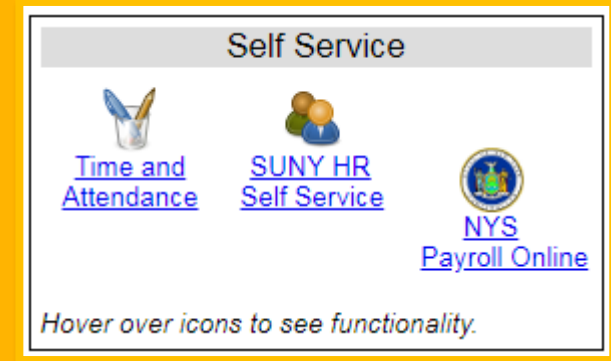 Self Service
Time and
Attendance
SUNY HR
Self Service
NYS
Payroll Online
Hover over icons to see functionality.